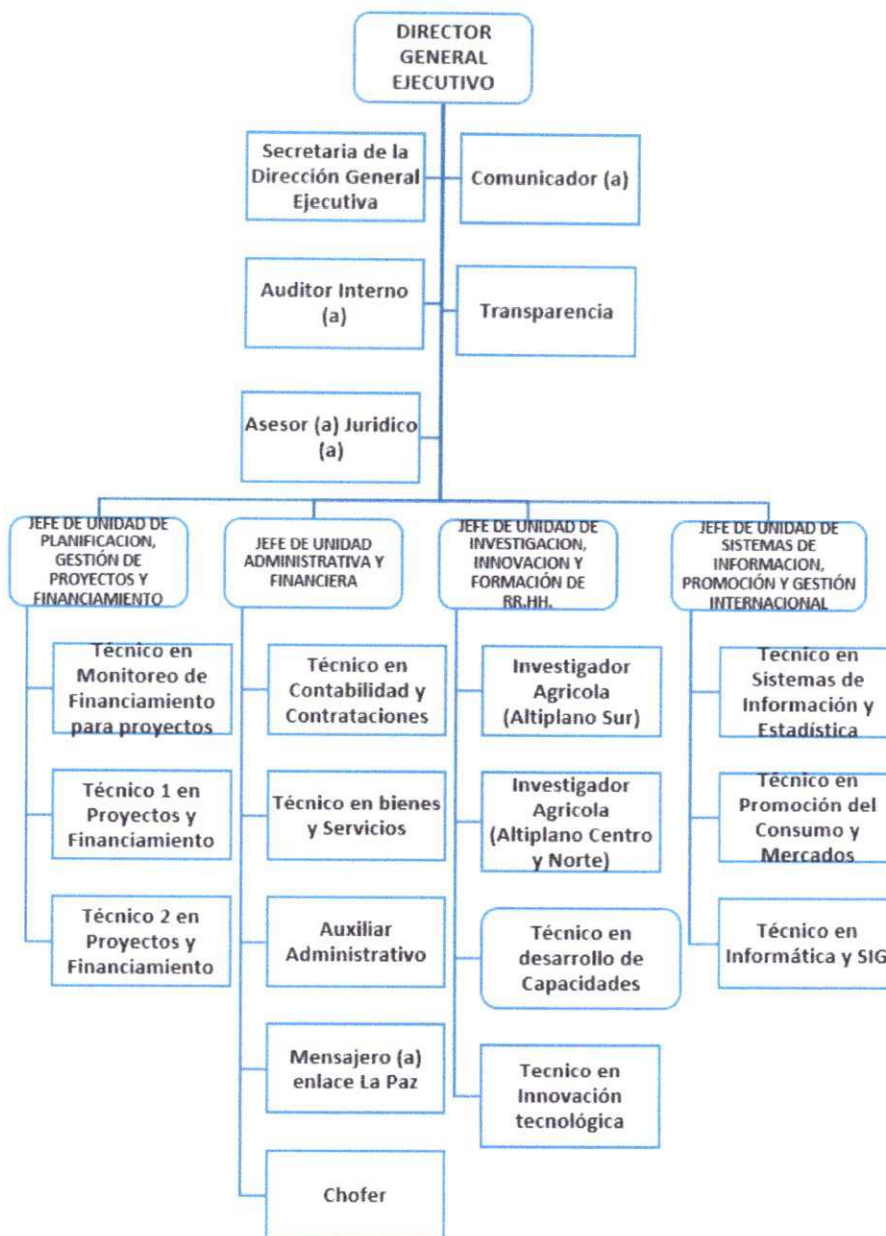 DIRECTOR
GENERAL
EJECUTIVO
Secretaria de la
Dirección General
Ejecutiva
Comunicador (a)
Auditor Interno
(a)
Transparencia
Asesor (a) Juridico
(a)
JEFE DE UNIDAD DE
PLANIFICACION,
GESTIÓN DE
PROYECTOS Y
FINANCIAMIENTO
Técnico en
Monitoreo de
Financiamiento
para proyectos
Técnico 1 en
Proyectos y
Financiamiento
Técnico 2 en
Proyectos y
Financiamiento
JEFE DE UNIDAD
ADMINISTRATIVA Y
FINANCIERA
Técnico en
Contabilidad y
Contrataciones
Técnico en bienes
y Servicios
Auxiliar
Administrativo
Mensajero (a)
enlace La Paz
Chofer
JEFE DE UNIDAD DE
INVESTIGACION,
INNOVACION Y
FORMACIÓN DE
RR.HH.
Investigador
Agricola
(Altiplano Sur)
Investigador
Agricola
(Altiplano Centro
y Norte)
Técnico en
desarrollo de
Capacidades
Tecnico en
Innovación
tecnológica
JEFE DE UNIDAD DE
SISTEMAS DE
INFORMACION,
PROMOCIÓN Y GESTIÓN
INTERNACIONAL
Tecnico en
Sistemas de
Información y
Estadística
Técnico en
Promoción del
Consumo y
Mercados
Técnico en
Informática y SIG